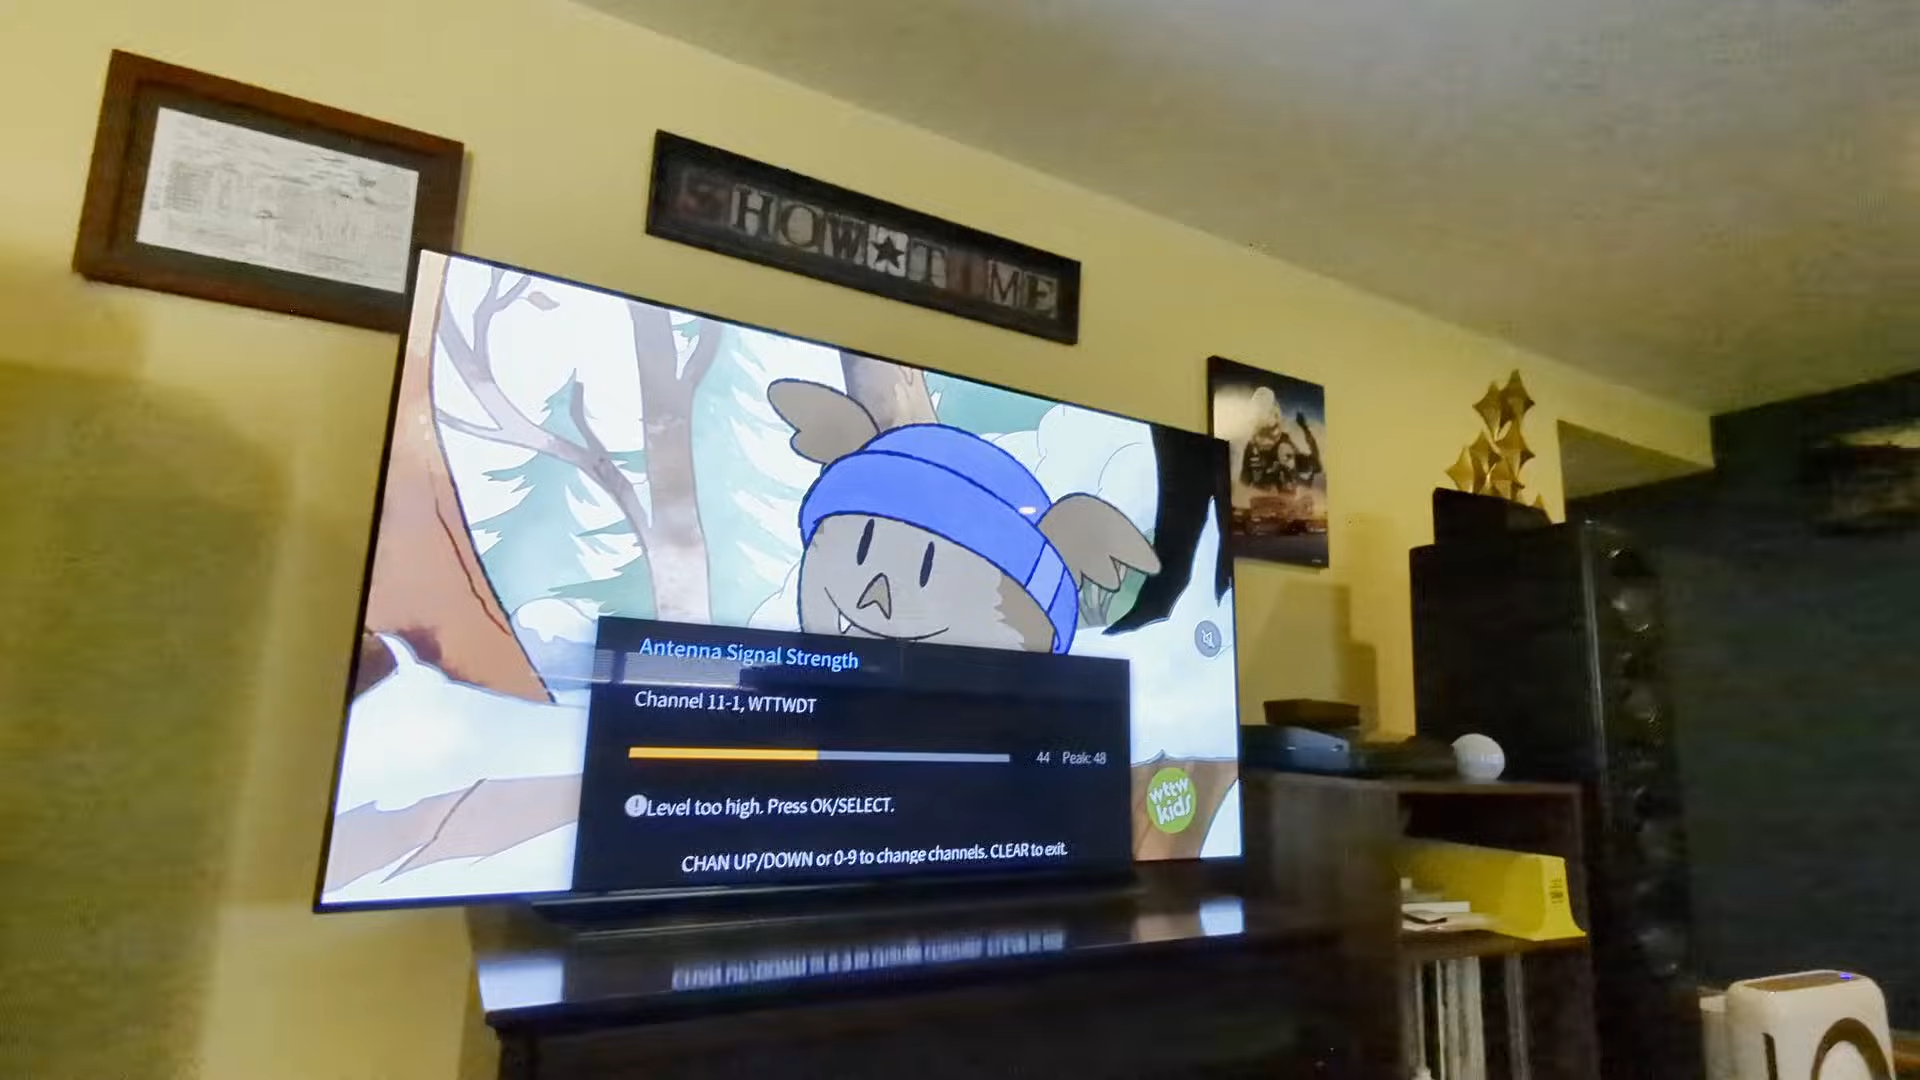 SHOW★TIME
Antenna Signal Strength
Channel 11-1, WTTWDT
44 Peak: 48
Level too high. Press OK/SELECT.
CHAN UP/DOWN or 0-9 to change channels. CLEAR to exit.
wttw
kids